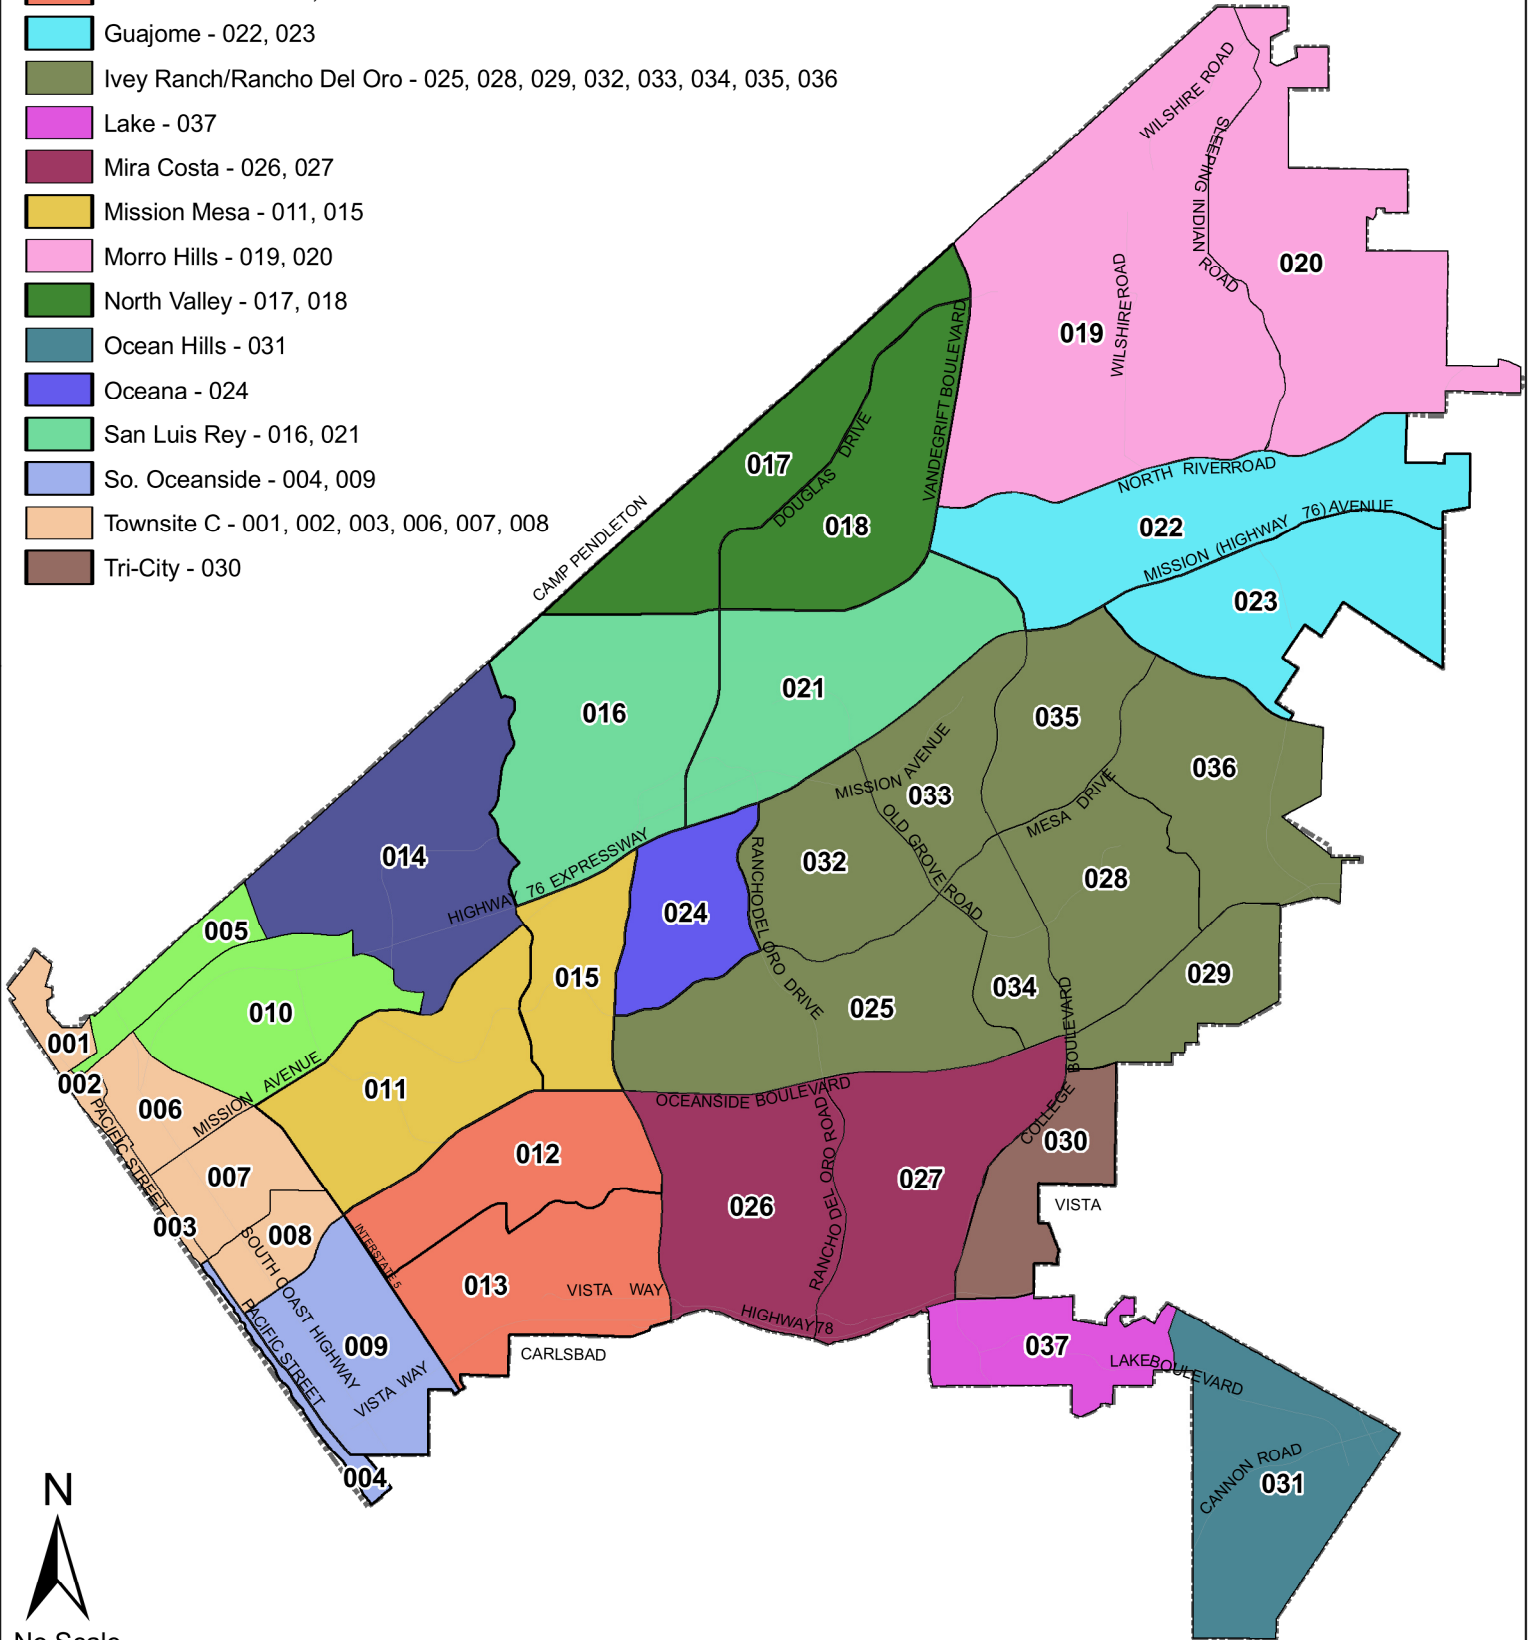 Guajome - 022, 023
Ivey Ranch/Rancho Del Oro - 025, 028, 029, 032, 033, 034, 035, 036
Lake - 037
Mira Costa - 026, 027
Mission Mesa - 011, 015
Morro Hills - 019, 020
North Valley - 017, 018
Ocean Hills - 031
Oceana - 024
San Luis Rey - 016, 021
So. Oceanside - 004, 009
Townsite C - 001, 002, 003, 006, 007, 008
Tri-City - 030
WILSHIRE ROAD
SLEEPING INDIAN ROAD
020
019
WILSHIRE ROAD
VANDEGRIFT BOULEVARD
017
DOUGLAS DRIVE
018
NORTH RIVER ROAD
022
MISSION (HIGHWAY 76) AVENUE
023
CAMP PENDLETON
016
021
035
036
MISSION AVENUE
033
MESA DRIVE
OLD GROVE ROAD
014
HIGHWAY 76 EXPRESSWAY
032
028
RANCHO DEL ORO DRIVE
024
005
015
029
034
025
010
001
002
006
MISSION AVENUE
011
OCEANSIDE BOULEVARD
COLLEGE BOULEVARD
030
PACIFIC STREET
007
012
RANCHO DEL ORO ROAD
027
026
VISTA
003
008
SOUTH COAST HIGHWAY
INTERSTATE 5
013
VISTA WAY
HIGHWAY 78
PACIFIC STREET
009
VISTA WAY
CARLSBAD
037
LAKE BOULEVARD
004
CANNON ROAD
031
N
No Scale